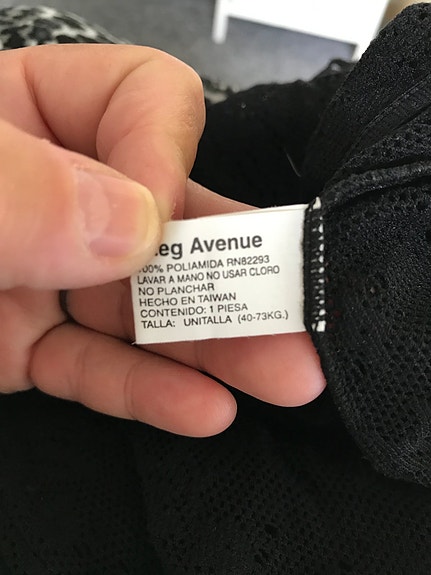 .eg Avenue
00% POLIAMIDA RN82293
LAVAR A MANO NO USAR CLORO
NO PLANCHAR
HECHO EN TAIWAN
CONTENIDO: 1 PIESA
TALLA: UNITALLA (40-73KG.)